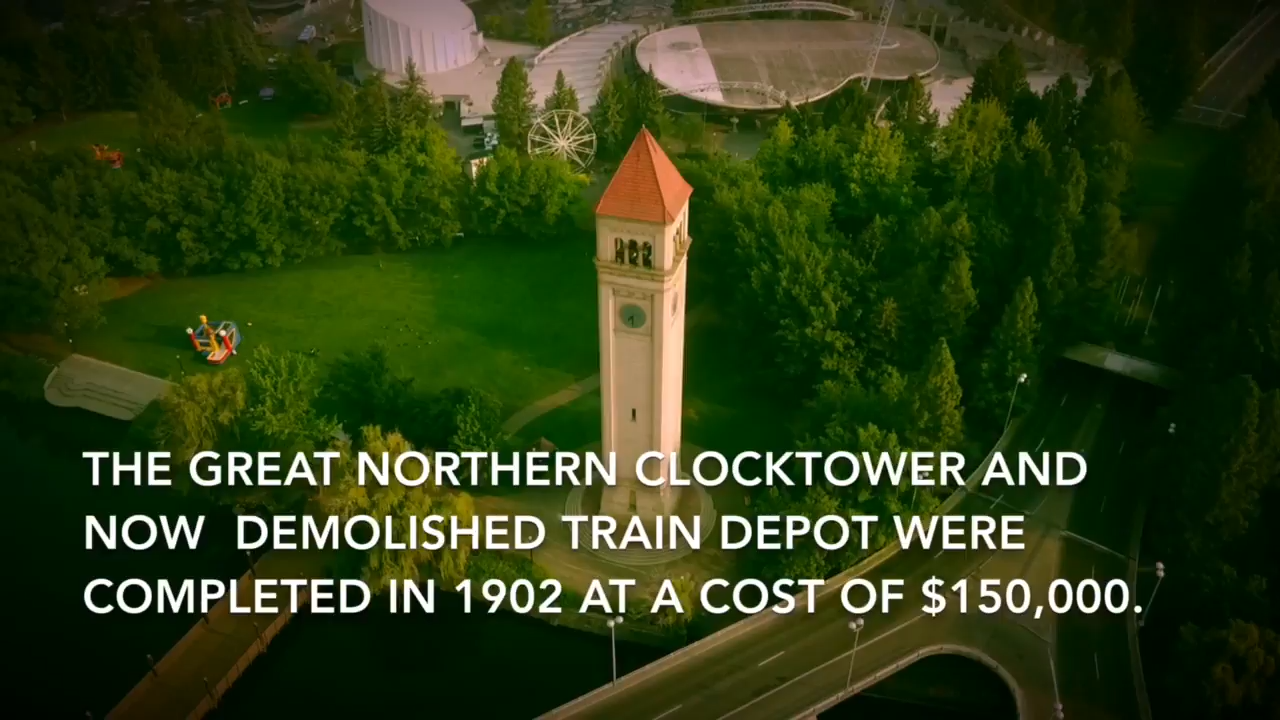 THE GREAT NORTHERN CLOCKTOWER AND
NOW DEMOLISHED TRAIN DEPOT WERE
COMPLETED IN 1902 AT A COST OF $150,000.